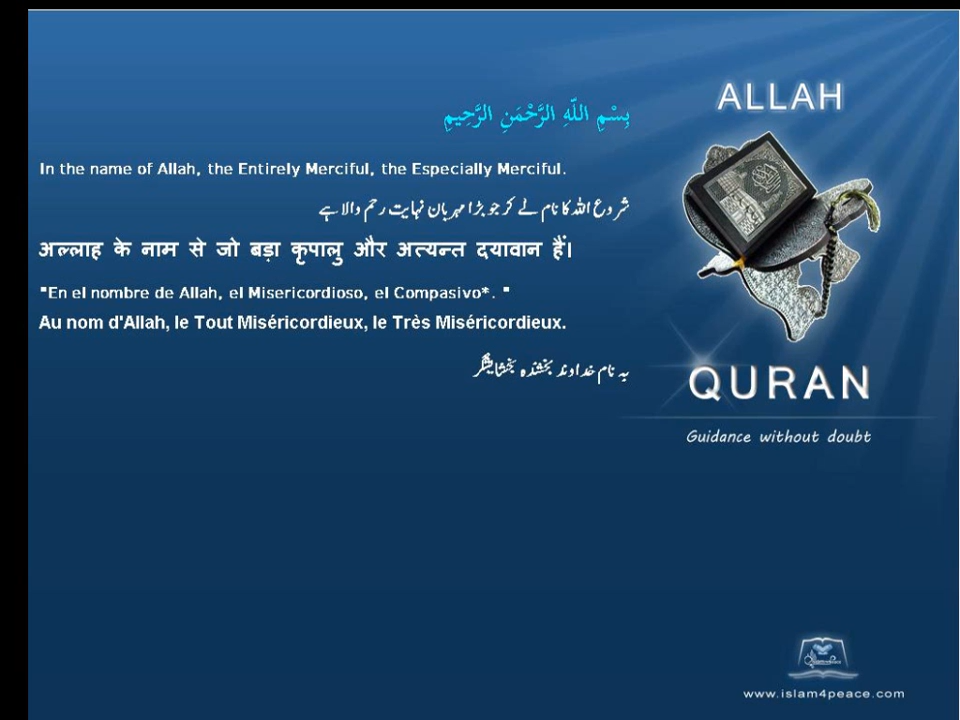 بِسْمِ اللَّهِ الرَّحْمَنِ الرَّحِيمِ
In the name of Allah, the Entirely Merciful, the Especially Merciful.
شروع الله کا نام لے کر جو بڑا مہربان نہایت رحم والا ہے
अल्लाह के नाम से जो बड़ा कृपालु और अत्यन्त दयावान हैं।
"En el nombre de Allah, el Misericordioso, el Compasivo*. "
Au nom d'Allah, le Tout Miséricordieux, le Très Miséricordieux.
به نام خداوند بخشنده بخشایشگر
ALLAH
QURAN
Guidance without doubt
www.islam4peace.com